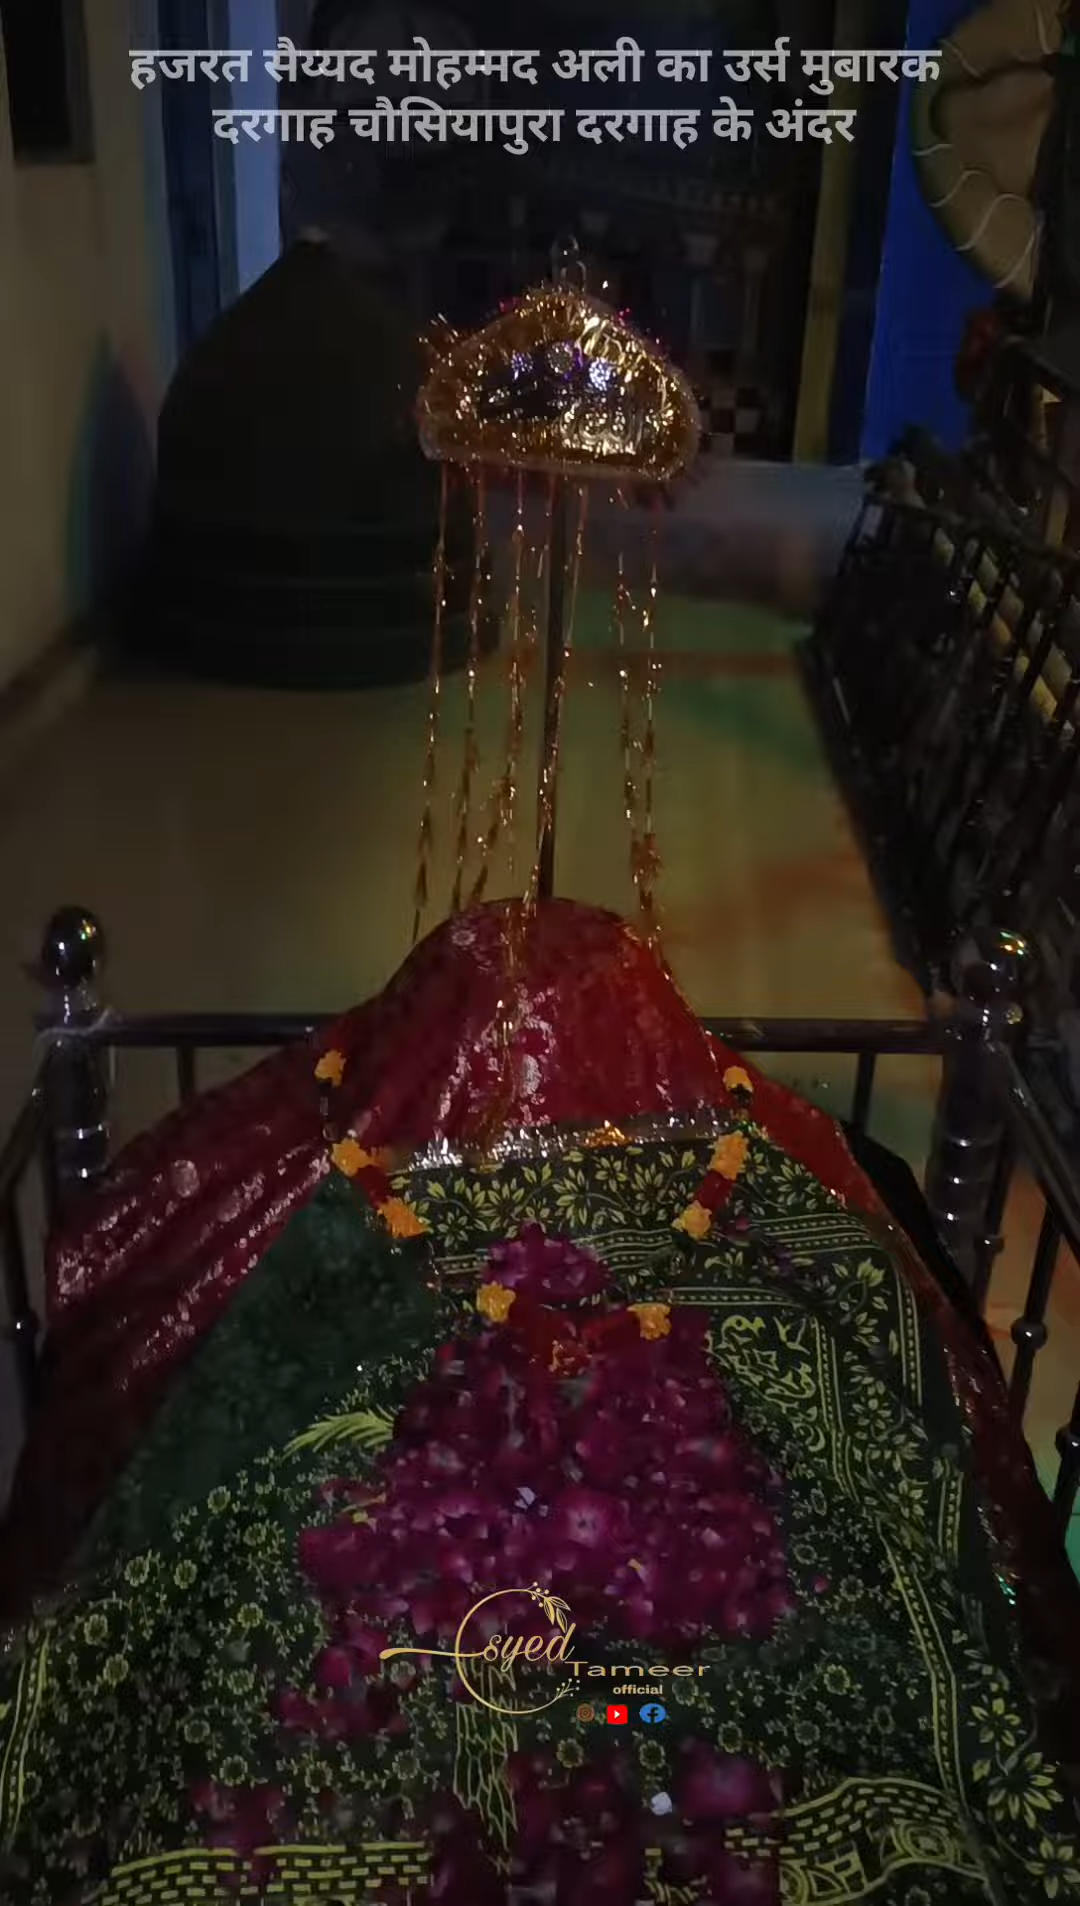 हजरत सैय्यद मोहम्मद अली का उर्स मुबारक
दरगाह चौसियापुरा दरगाह के अंदर
syed
Tameer
official